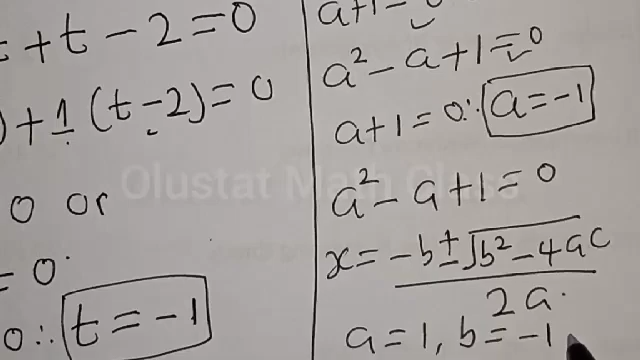 +t-2=0
)+1(t-2)=0
0 or
=0.
0∴ t=-1
a+1=0
a²-a+1=0
a+1=0∴ a=-1
a²-a+1=0
x=-b±√b²-4ac
2a.
a=1, b=-1
Olustat Math Class